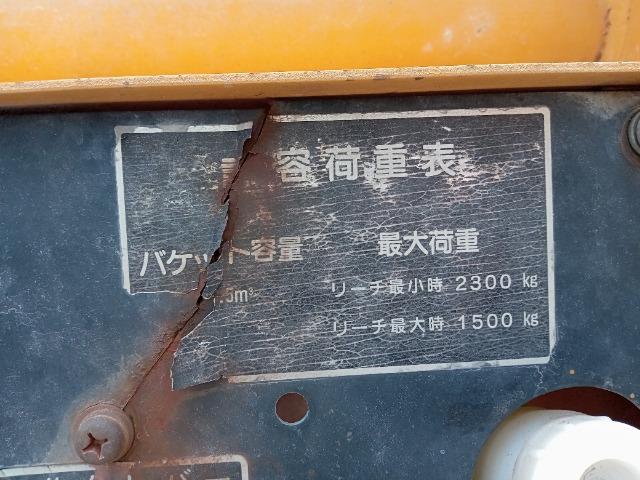 容荷重表
バケット容量
最大荷重
m³
リーチ最小時 2300 kg
リーチ最大時 1500 kg